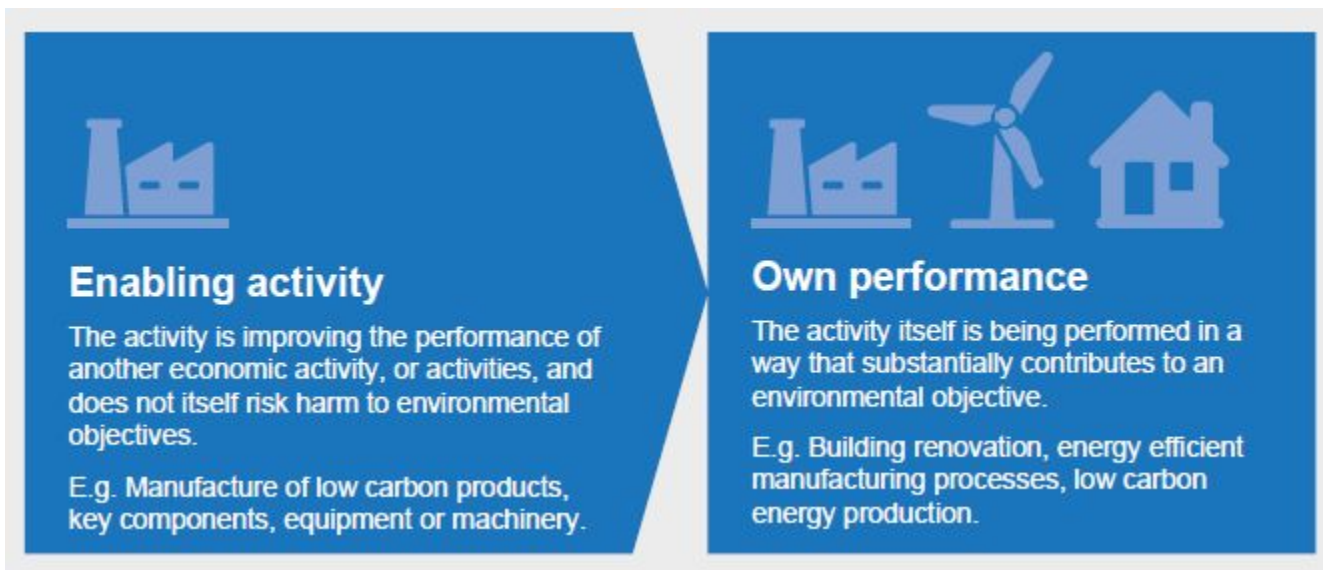 Enabling activity
The activity is improving the performance of
another economic activity, or activities, and
does not itself risk harm to environmental
objectives.
E.g. Manufacture of low carbon products,
key components, equipment or machinery.
Own performance
The activity itself is being performed in a
way that substantially contributes to an
environmental objective.
E.g. Building renovation, energy efficient
manufacturing processes, low carbon
energy production.